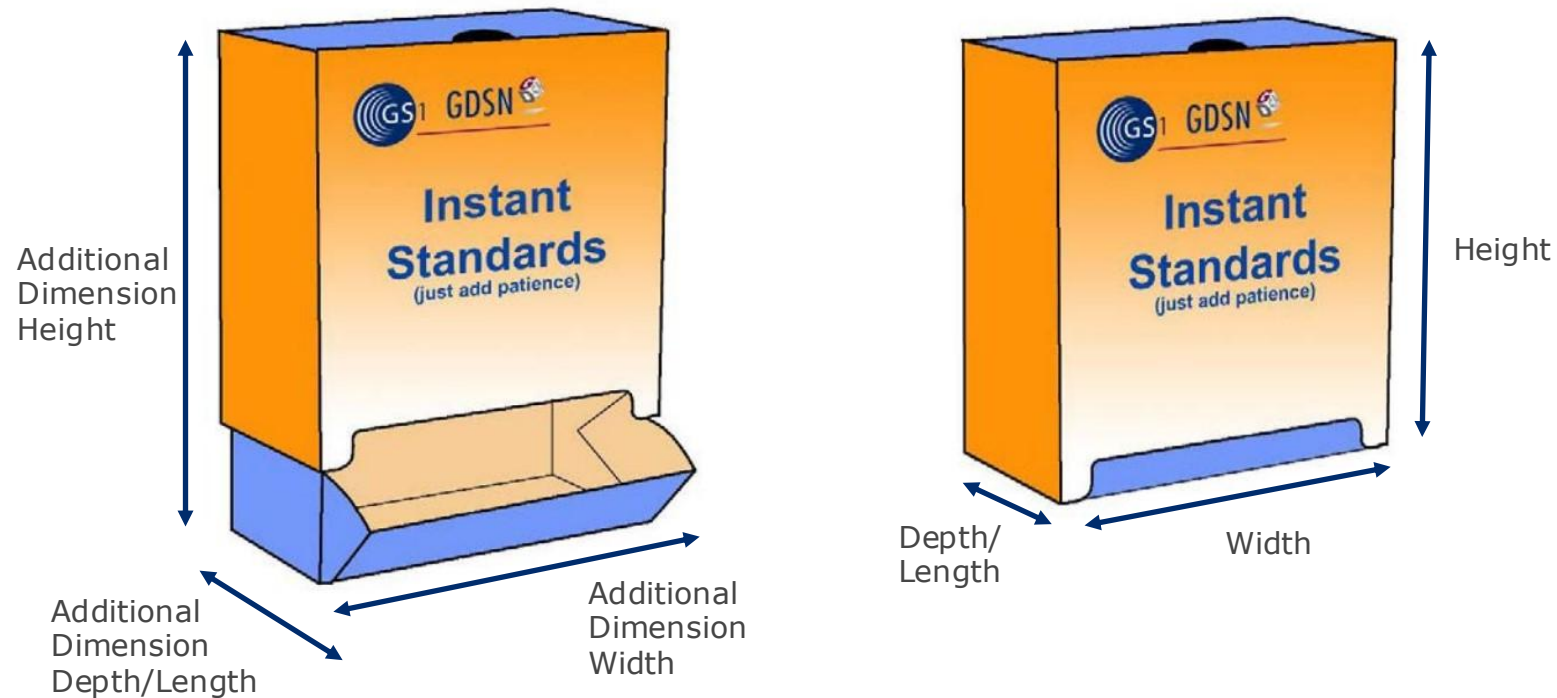 GS1 GDSN
Instant
Standards
(just add patience)
Additional
Dimension
Height
Additional
Dimension
Depth/Length
Additional
Dimension
Width
GS1 GDSN
Instant
Standards
(just add patience)
Height
Depth/
Length
Width